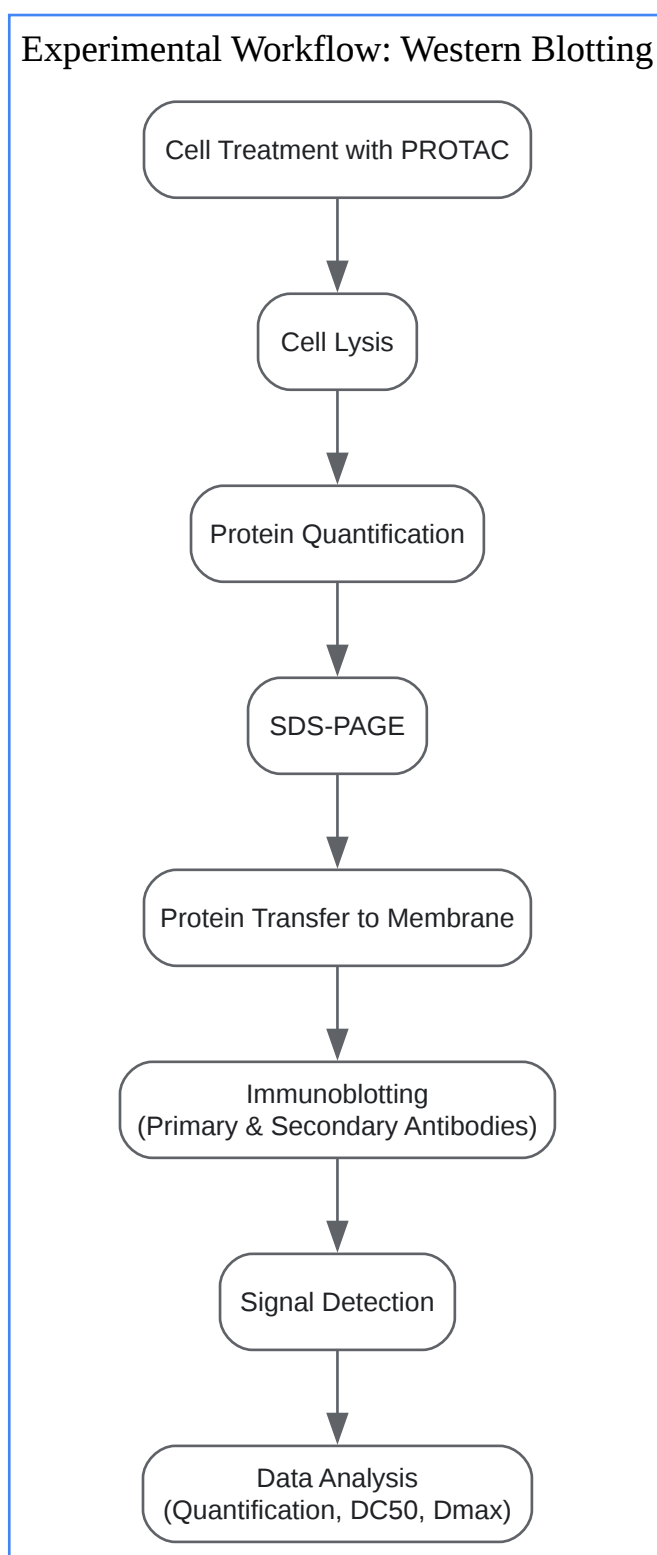 Experimental Workflow: Western Blotting
Cell Treatment with PROTAC
Cell Lysis
Protein Quantification
SDS-PAGE
Protein Transfer to Membrane
Immunoblotting
(Primary & Secondary Antibodies)
Signal Detection
Data Analysis
(Quantification, DC50, Dmax)